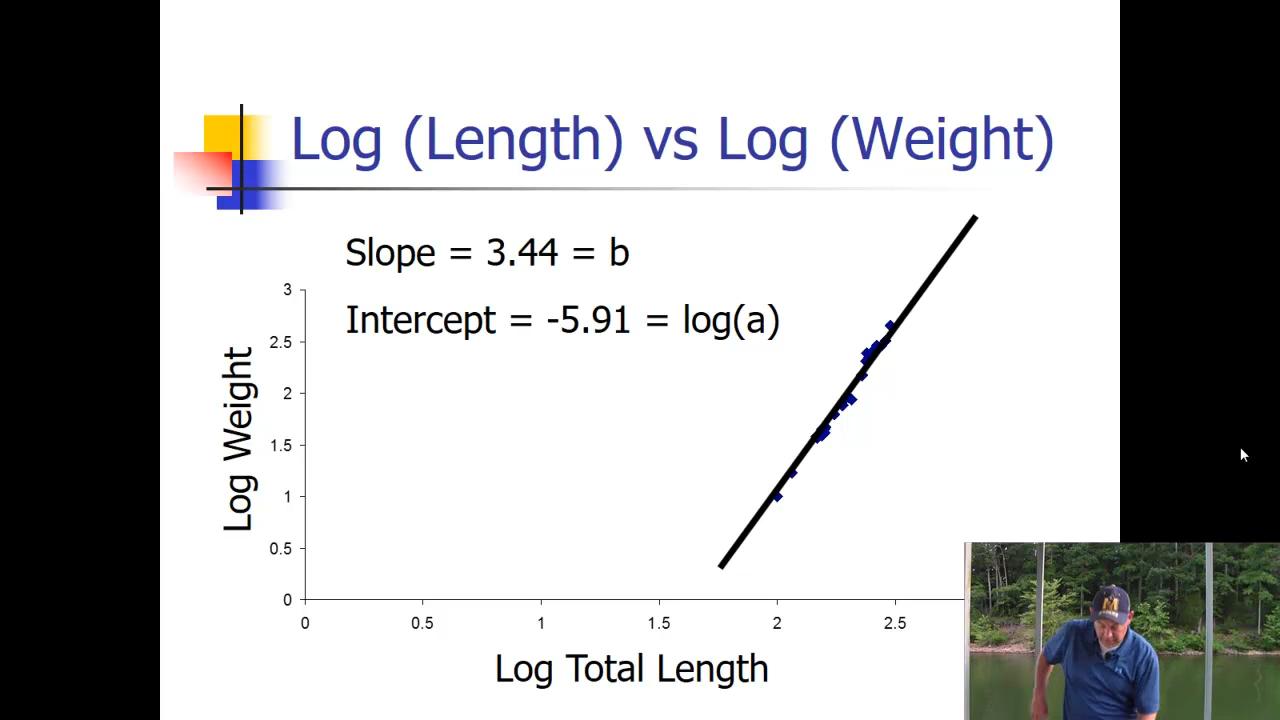 Log (Length) vs Log (Weight)
Slope = 3.44 = b
Intercept = -5.91 = log(a)
3
2.5
2
1.5
1
0.5
0
Log Weight
0 0.5 1 1.5 2 2.5
Log Total Length
M